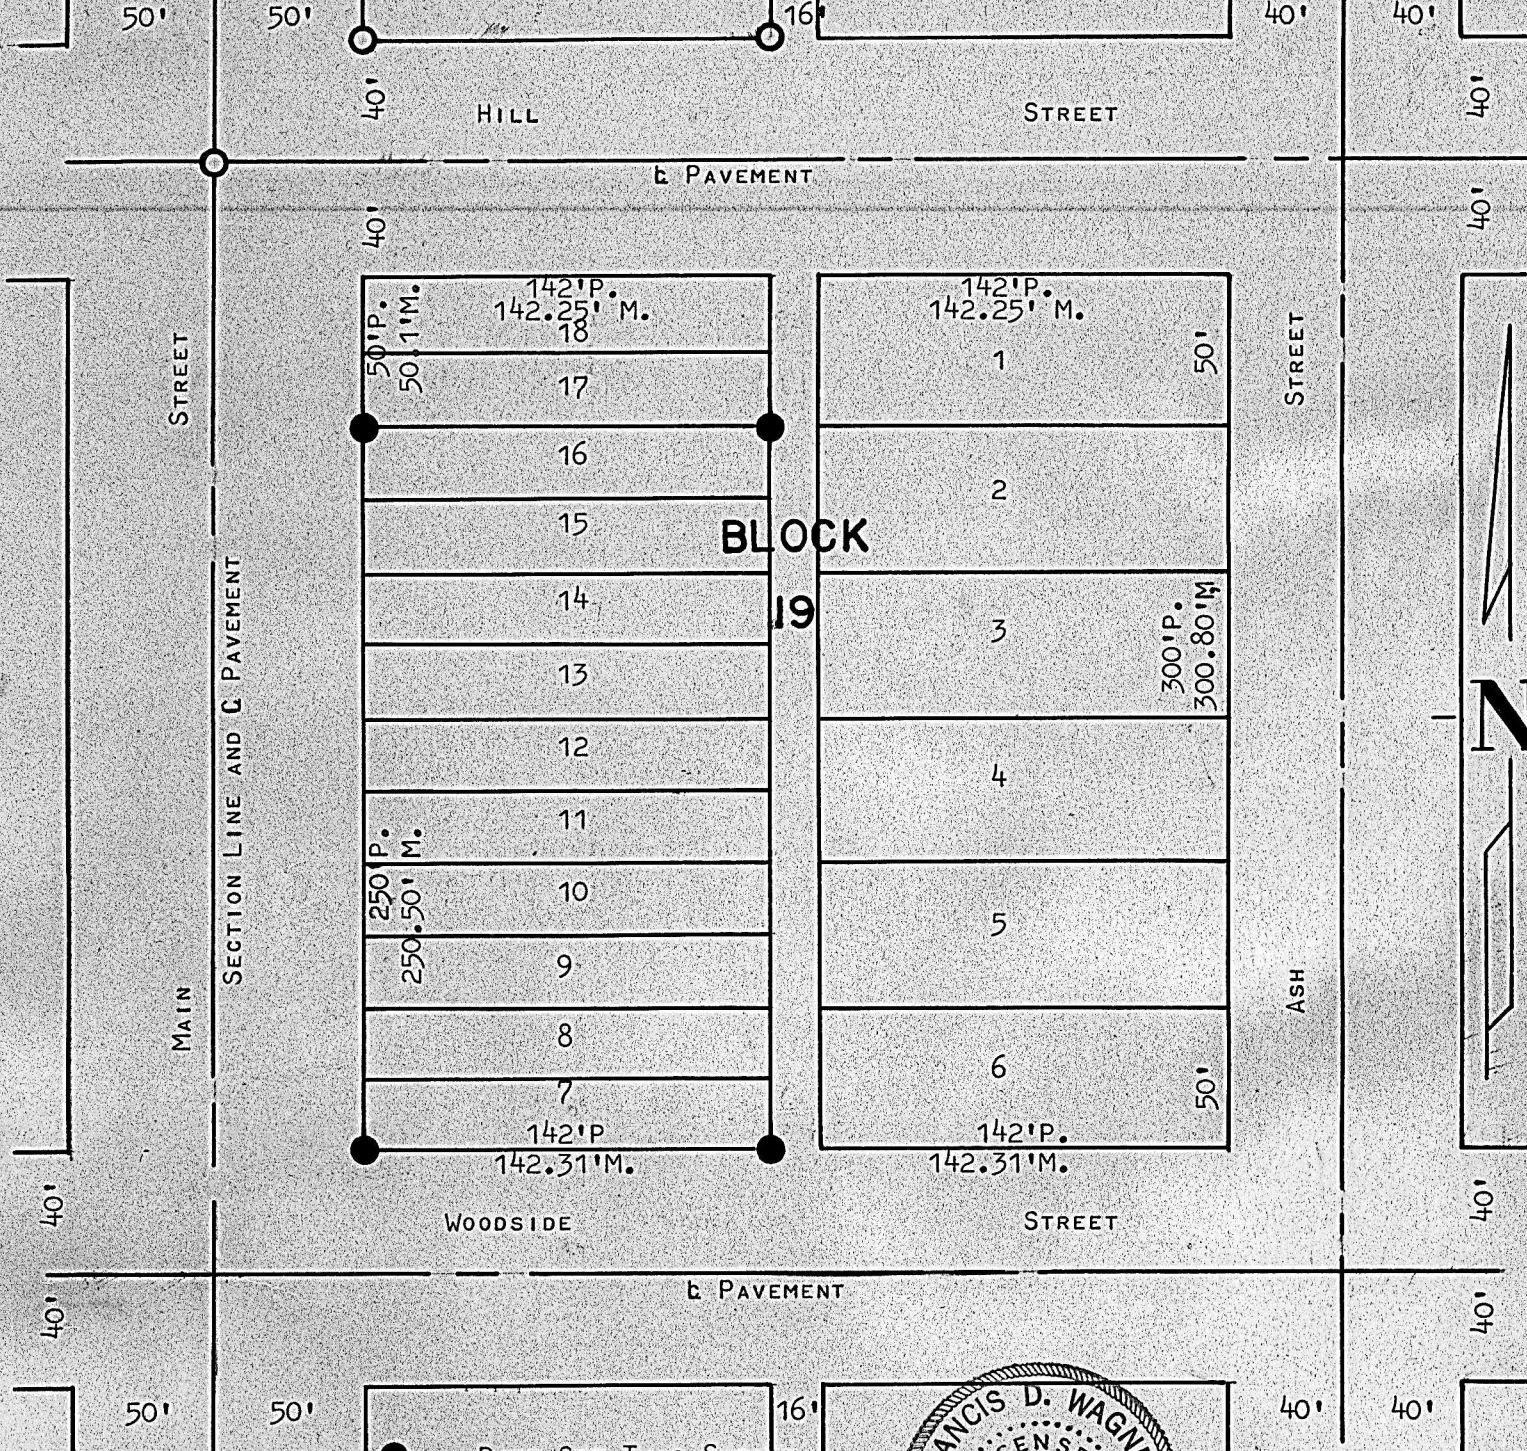 50' 50' 16' 40' 40'
40' 40'
HILL STREET
℄ PAVEMENT
40' 40'
142'P. 142'P.
142.25' M. 142.25' M.
50'P.
50.1'M.
18
17
16
15
14
13
12
11
10
9
8
7
1
2
3
4
5
6
50'
50'
BLOCK
19
300'P.
300.80'M.
250'P.
250.50' M.
MAIN STREET
SECTION LINE AND ℄ PAVEMENT
ASH STREET
N
142'P 142'P.
142.31'M. 142.31'M.
40' 40'
WOODSIDE STREET
℄ PAVEMENT
40' 40'
50' 50' 16' 40' 40'
D. WAGNE